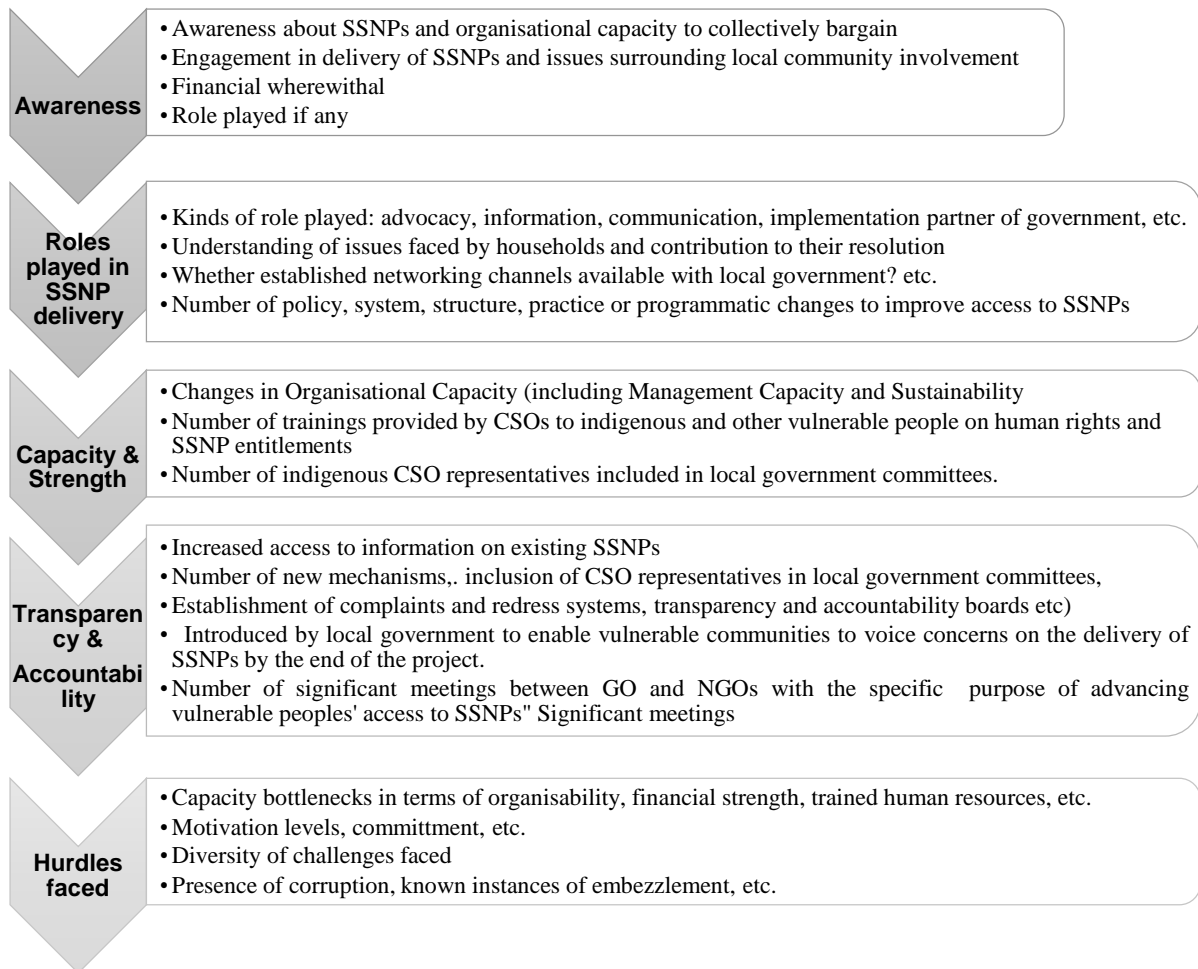 Awareness
• Awareness about SSNPs and organisational capacity to collectively bargain
• Engagement in delivery of SSNPs and issues surrounding local community involvement
• Financial wherewithal
• Role played if any
Roles
played in
SSNP
delivery
• Kinds of role played: advocacy, information, communication, implementation partner of government, etc.
• Understanding of issues faced by households and contribution to their resolution
• Whether established networking channels available with local government? etc.
• Number of policy, system, structure, practice or programmatic changes to improve access to SSNPs
Capacity &
Strength
• Changes in Organisational Capacity (including Management Capacity and Sustainability
• Number of trainings provided by CSOs to indigenous and other vulnerable people on human rights and
SSNP entitlements
• Number of indigenous CSO representatives included in local government committees.
Transparen
cy &
Accountabi
lity
• Increased access to information on existing SSNPs
• Number of new mechanisms,. inclusion of CSO representatives in local government committees,
• Establishment of complaints and redress systems, transparency and accountability boards etc)
• Introduced by local government to enable vulnerable communities to voice concerns on the delivery of
SSNPs by the end of the project.
• Number of significant meetings between GO and NGOs with the specific purpose of advancing
vulnerable peoples' access to SSNPs" Significant meetings
Hurdles
faced
• Capacity bottlenecks in terms of organisability, financial strength, trained human resources, etc.
• Motivation levels, committment, etc.
• Diversity of challenges faced
• Presence of corruption, known instances of embezzlement, etc.